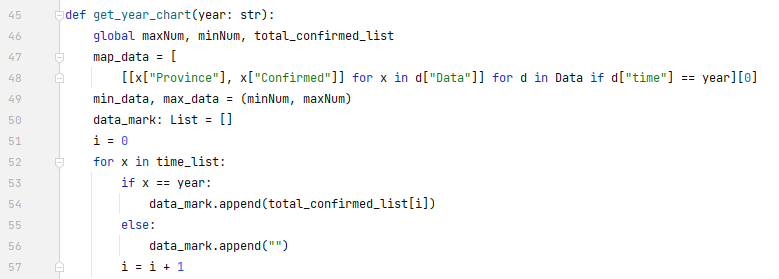 45 def get_year_chart(year: str):
46     global maxNum, minNum, total_confirmed_list
47     map_data = [
48         [[x["Province"], x["Confirmed"]] for x in d["Data"]] for d in Data if d["time"] == year][0]
49     min_data, max_data = (minNum, maxNum)
50     data_mark: List = []
51     i = 0
52     for x in time_list:
53         if x == year:
54             data_mark.append(total_confirmed_list[i])
55         else:
56             data_mark.append("")
57         i = i + 1